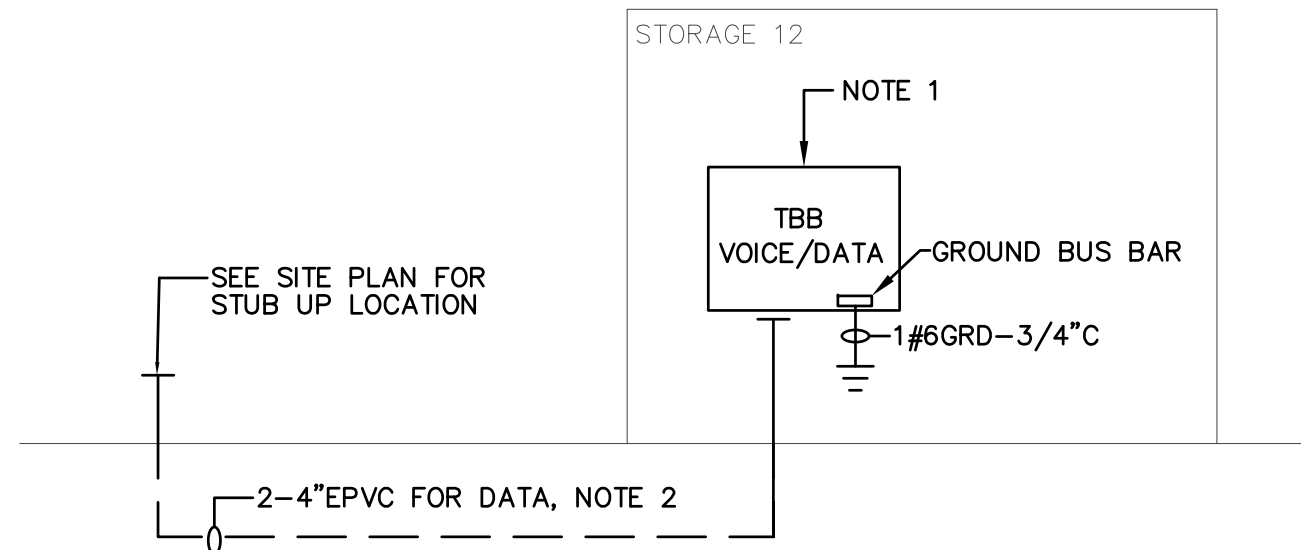 STORAGE 12
NOTE 1
TBB
VOICE/DATA
GROUND BUS BAR
SEE SITE PLAN FOR
STUB UP LOCATION
1#6GRD-3/4"C
2-4"EPVC FOR DATA, NOTE 2